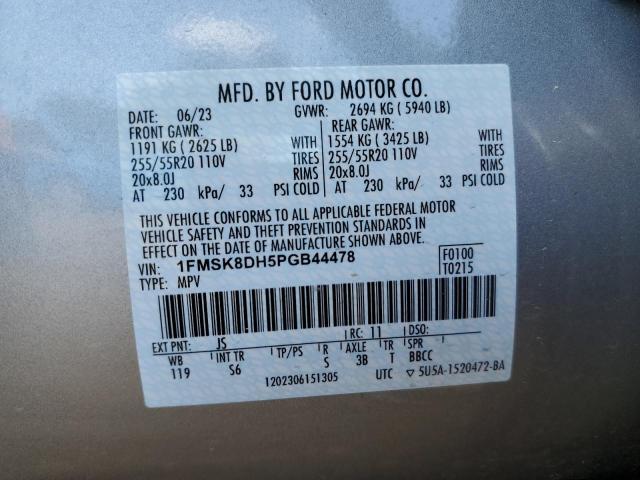 MFD. BY FORD MOTOR CO.
DATE: 06/23 GVWR: 2694 KG ( 5940 LB)
FRONT GAWR: REAR GAWR:
1191 KG ( 2625 LB) WITH 1554 KG ( 3425 LB) WITH
255/55R20 110V TIRES 255/55R20 110V TIRES
20x8.0J RIMS 20x8.0J RIMS
AT 230 kPa/ 33 PSI COLD AT 230 kPa/ 33 PSI COLD
THIS VEHICLE CONFORMS TO ALL APPLICABLE FEDERAL MOTOR
VEHICLE SAFETY AND THEFT PREVENTION STANDARDS IN
EFFECT ON THE DATE OF MANUFACTURE SHOWN ABOVE.
VIN: 1FMSK8DH5PGB44478 F0100
TYPE: MPV T0215
EXT PNT: JS RC: 11 DSO:
WB INT TR TP/PS R AXLE TR SPR
119 S6 S 3B T BBCC
1202306151305 UTC ▽ 5U5A-1520472-BA